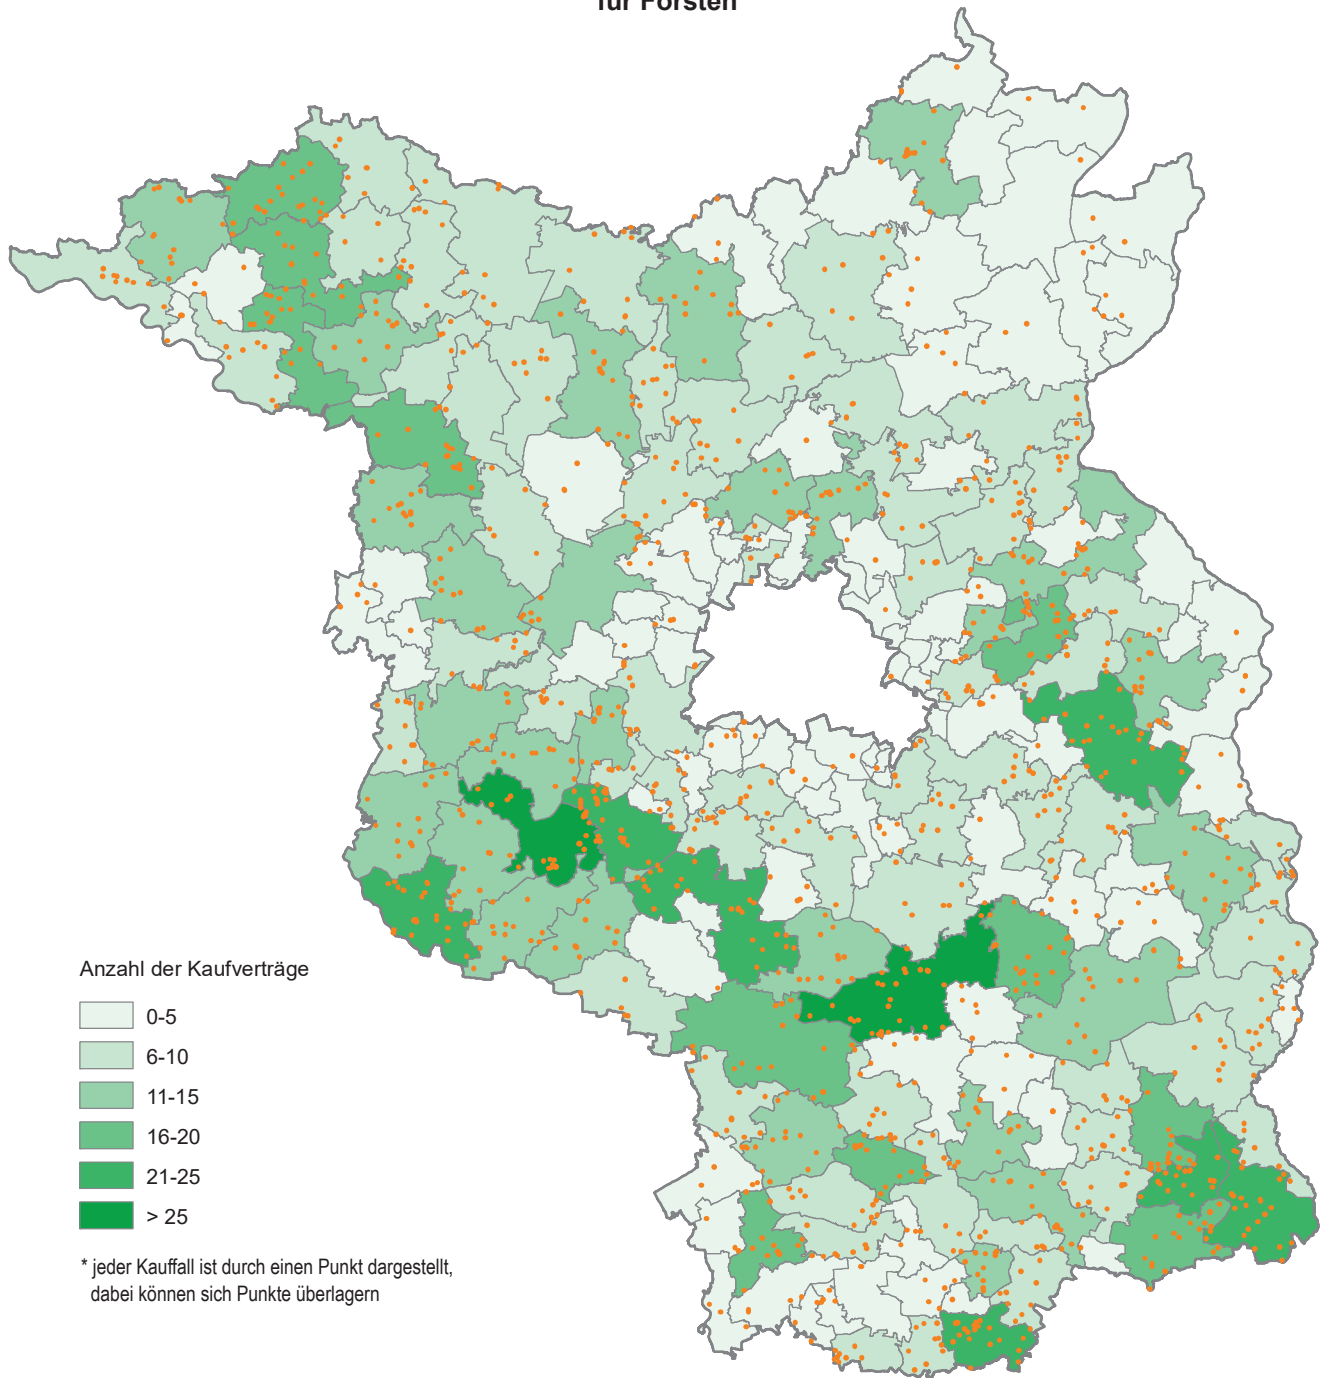 für Forsten
Anzahl der Kaufverträge
0-5
6-10
11-15
16-20
21-25
> 25
* jeder Kauffall ist durch einen Punkt dargestellt,
dabei können sich Punkte überlagern